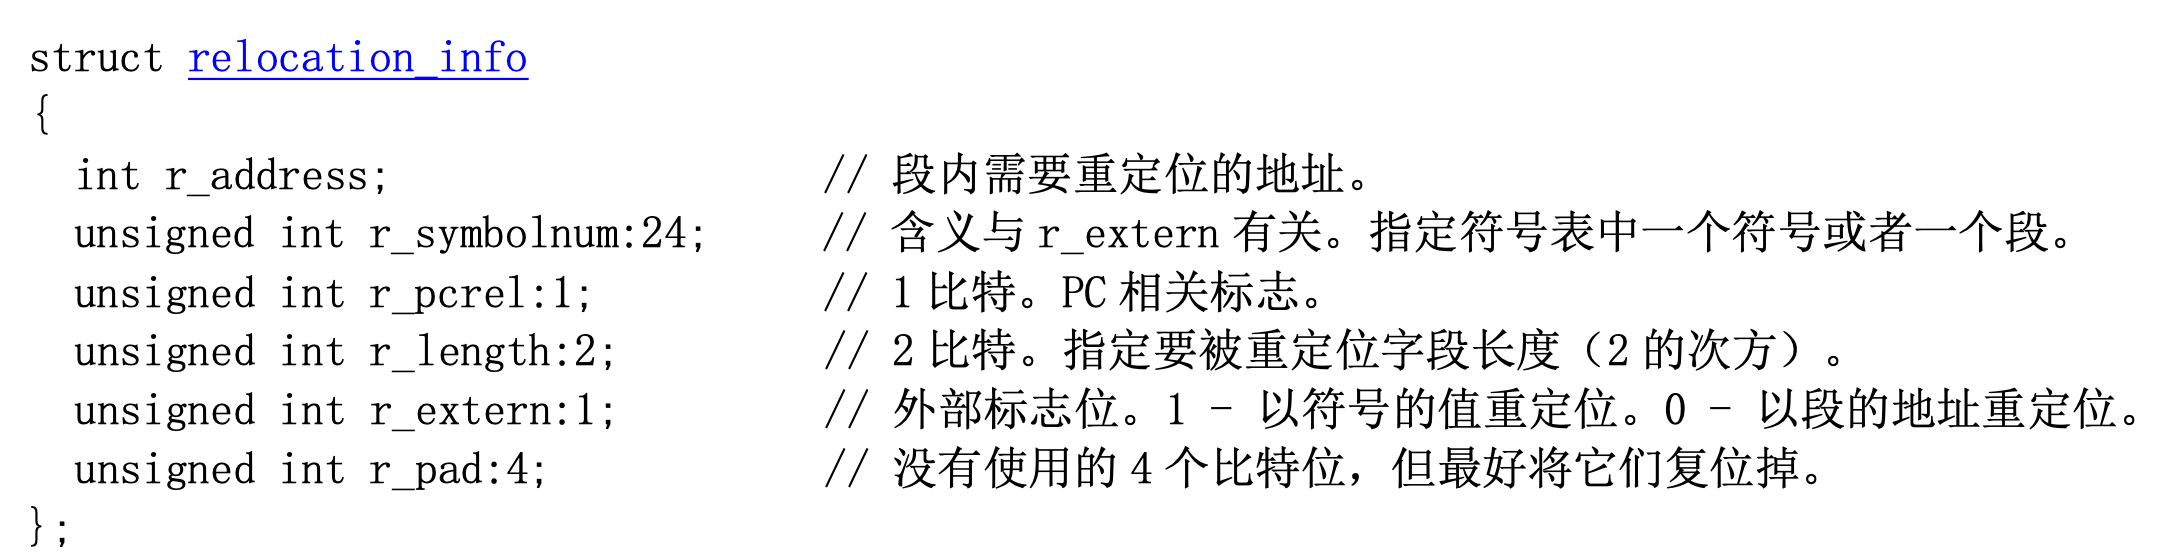 struct relocation_info
{
int r_address; // 段内需要重定位的地址。
unsigned int r_symbolnum:24; // 含义与 r_extern 有关。指定符号表中一个符号或者一个段。
unsigned int r_pcrel:1; // 1 比特。PC 相关标志。
unsigned int r_length:2; // 2 比特。指定要被重定位字段长度（2 的次方）。
unsigned int r_extern:1; // 外部标志位。1 - 以符号的值重定位。0 - 以段的地址重定位。
unsigned int r_pad:4; // 没有使用的 4 个比特位，但最好将它们复位掉。
};